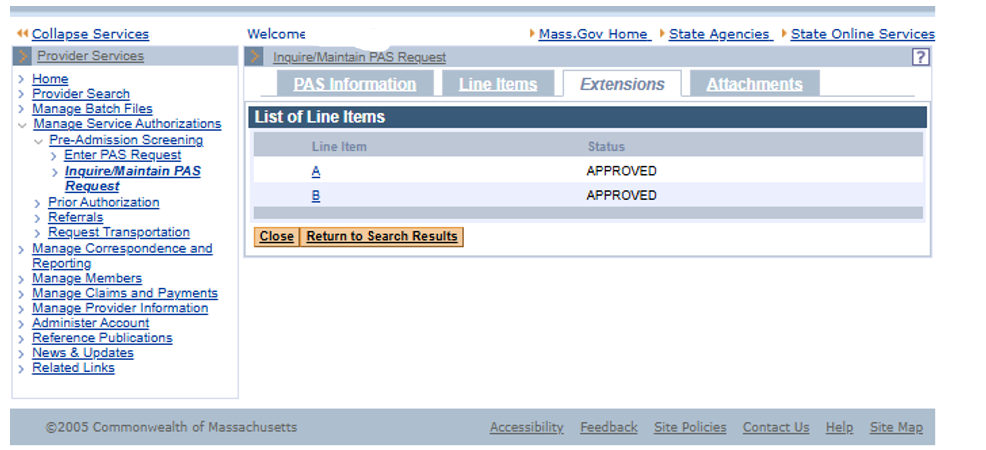 Collapse Services
Welcome
Mass.Gov Home State Agencies State Online Services
Provider Services
Home
Provider Search
Manage Batch Files
Manage Service Authorizations
Pre-Admission Screening
Enter PAS Request
Inquire/Maintain PAS
Request
Prior Authorization
Referrals
Request Transportation
Manage Correspondence and
Reporting
Manage Members
Manage Claims and Payments
Manage Provider Information
Administer Account
Reference Publications
News & Updates
Related Links
Inquire/Maintain PAS Request
?
PAS Information Line Items Extensions Attachments
List of Line Items
Line Item Status
A APPROVED
B APPROVED
Close Return to Search Results
©2005 Commonwealth of Massachusetts
Accessibility Feedback Site Policies Contact Us Help Site Map